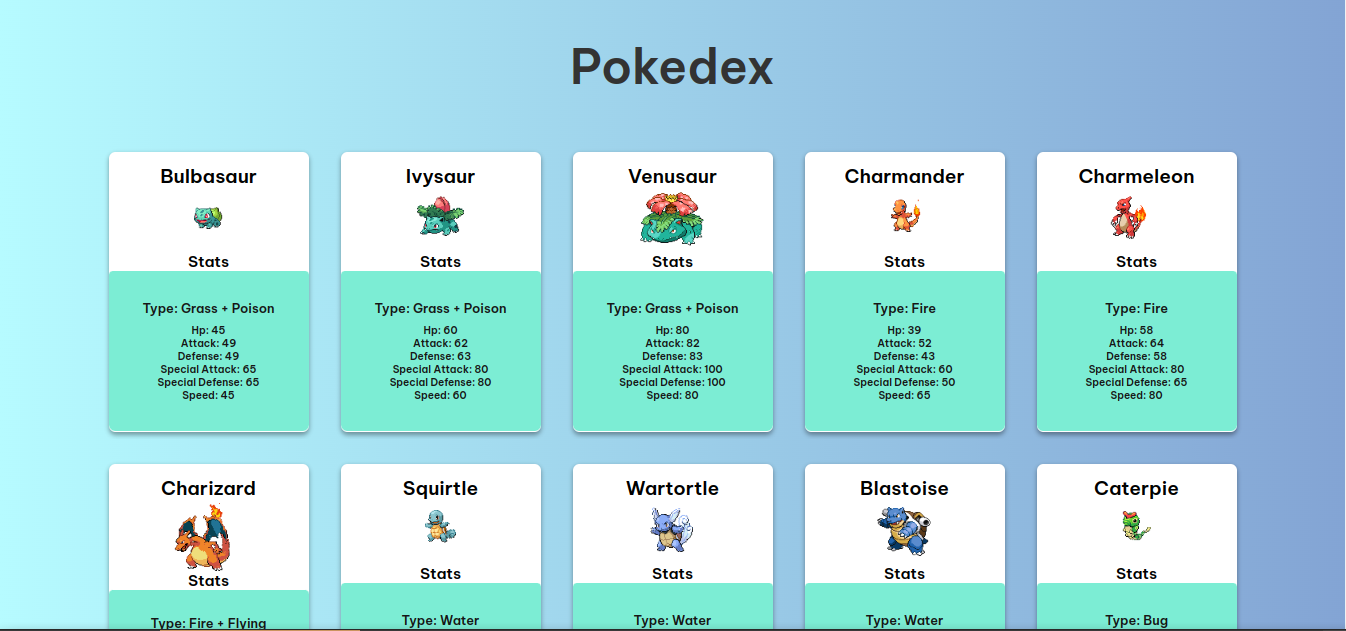 Pokedex
Bulbasaur
Stats
Type: Grass + Poison
Hp: 45
Attack: 49
Defense: 49
Special Attack: 65
Special Defense: 65
Speed: 45
Ivysaur
Stats
Type: Grass + Poison
Hp: 60
Attack: 62
Defense: 63
Special Attack: 80
Special Defense: 80
Speed: 60
Venusaur
Stats
Type: Grass + Poison
Hp: 80
Attack: 82
Defense: 83
Special Attack: 100
Special Defense: 100
Speed: 80
Charmander
Stats
Type: Fire
Hp: 39
Attack: 52
Defense: 43
Special Attack: 60
Special Defense: 50
Speed: 65
Charmeleon
Stats
Type: Fire
Hp: 58
Attack: 64
Defense: 58
Special Attack: 80
Special Defense: 65
Speed: 80
Charizard
Stats
Type: Fire + Flying
Squirtle
Stats
Type: Water
Wartortle
Stats
Type: Water
Blastoise
Stats
Type: Water
Caterpie
Stats
Type: Bug